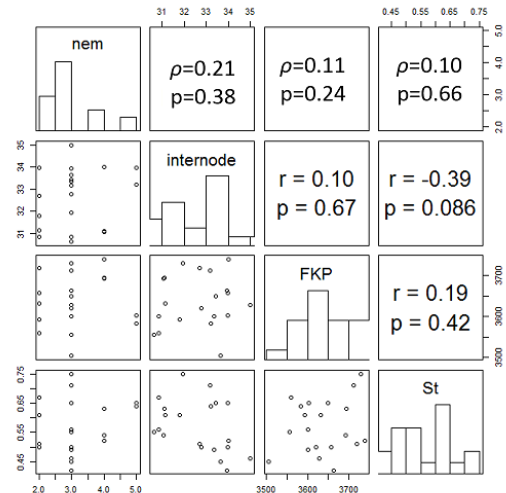 31 32 33 34 35
0.45 0.55 0.65 0.75
nem
ρ=0.21
p=0.38
ρ=0.11
p=0.24
ρ=0.10
p=0.66
2.0 3.0 4.0 5.0
31 32 33 34 35
internode
r = 0.10
p = 0.67
r = -0.39
p = 0.086
FKP
r = 0.19
p = 0.42
3500 3600 3700
0.45 0.55 0.65 0.75
St
2.0 3.0 4.0 5.0
3500 3600 3700